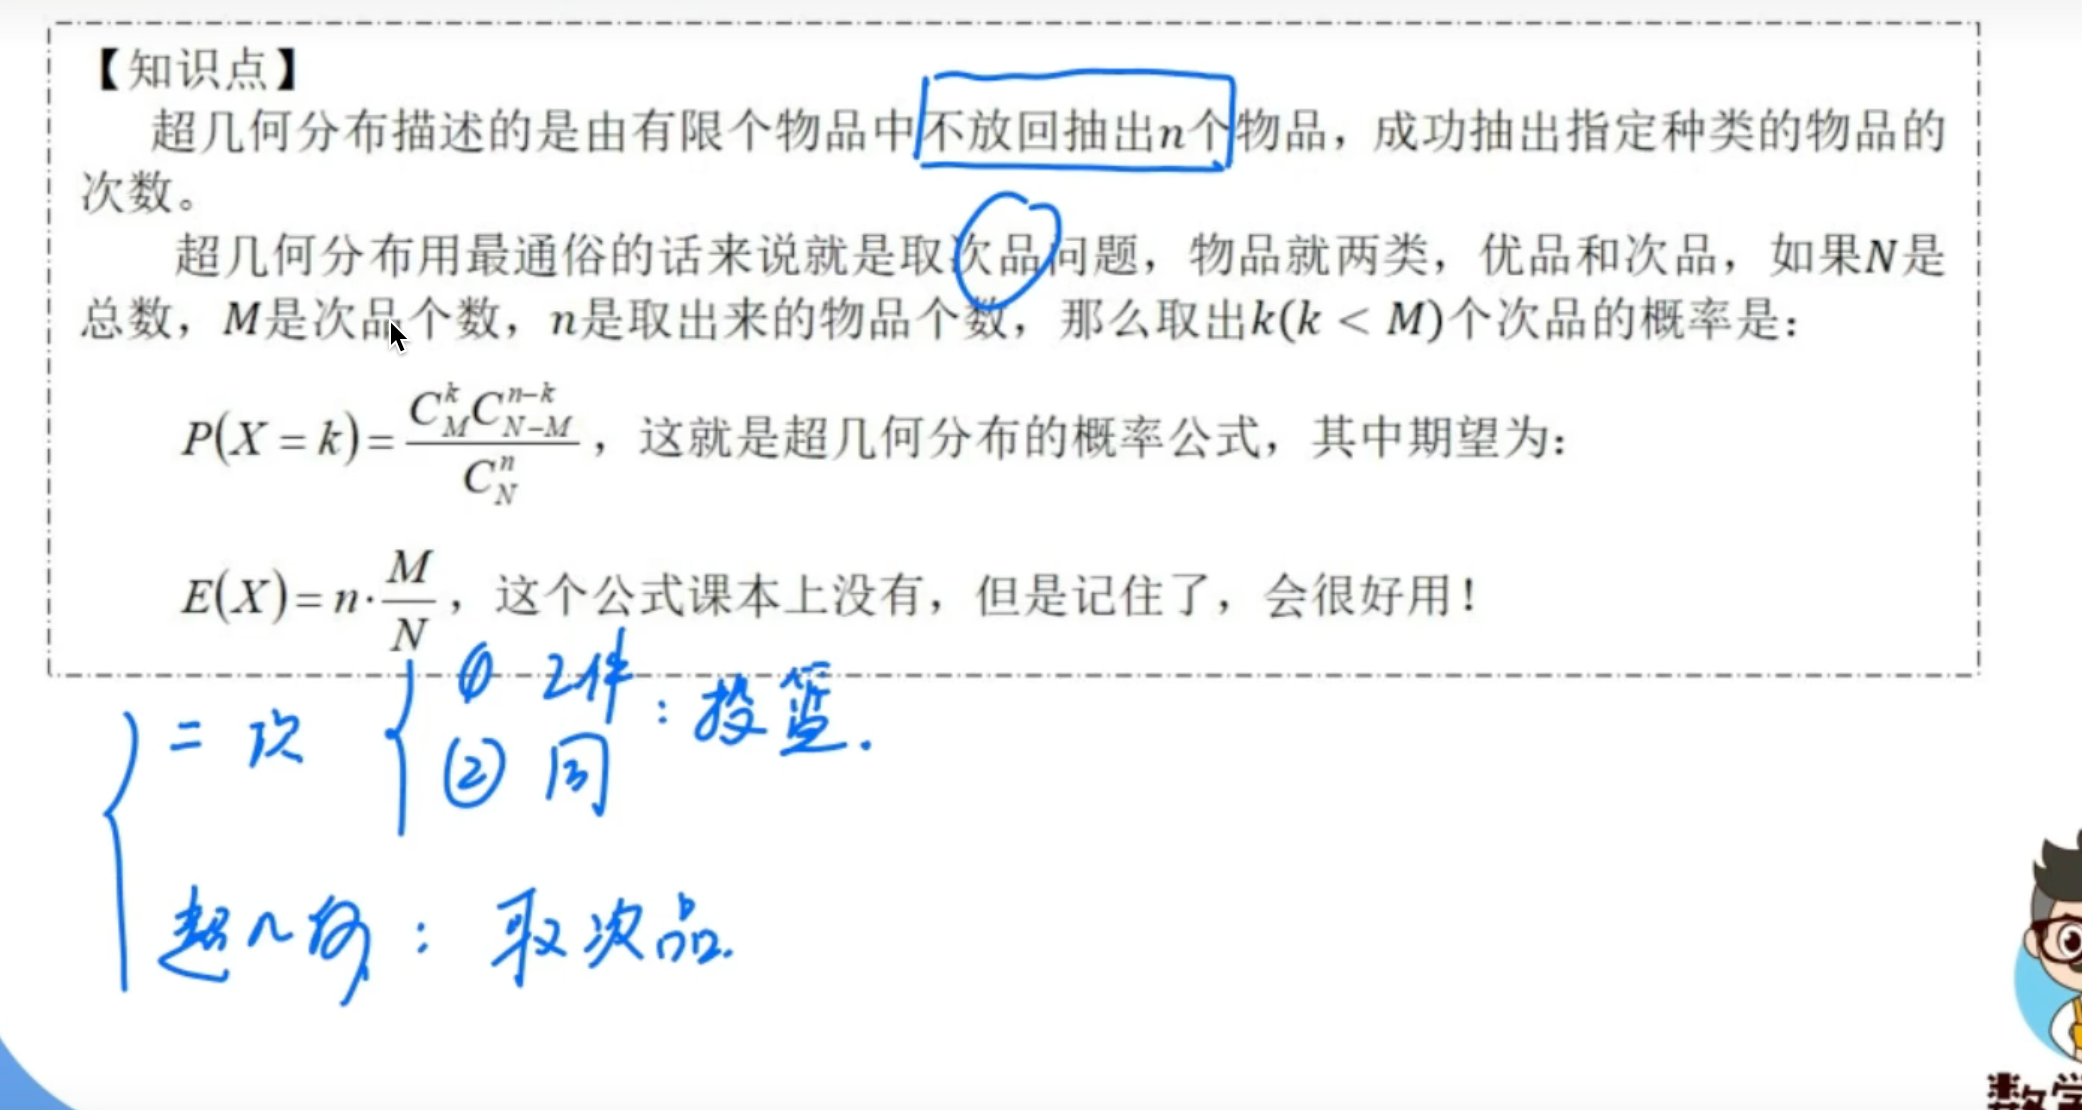 【知识点】
超几何分布描述的是由有限个物品中不放回抽出n个物品，成功抽出指定种类的物品的
次数。
超几何分布用最通俗的话来说就是取次品问题，物品就两类，优品和次品，如果N是
总数，M是次品个数，n是取出来的物品个数，那么取出k(k < M)个次品的概率是：
P(X = k) = \frac{C_M^k C_{N-M}^{n-k}}{C_N^n}，这就是超几何分布的概率公式，其中期望为：
E(X) = n·\frac{M}{N}，这个公式课本上没有，但是记住了，会很好用！
① 2件
：投篮.
二次
② 同
超几何：取次品.
数学